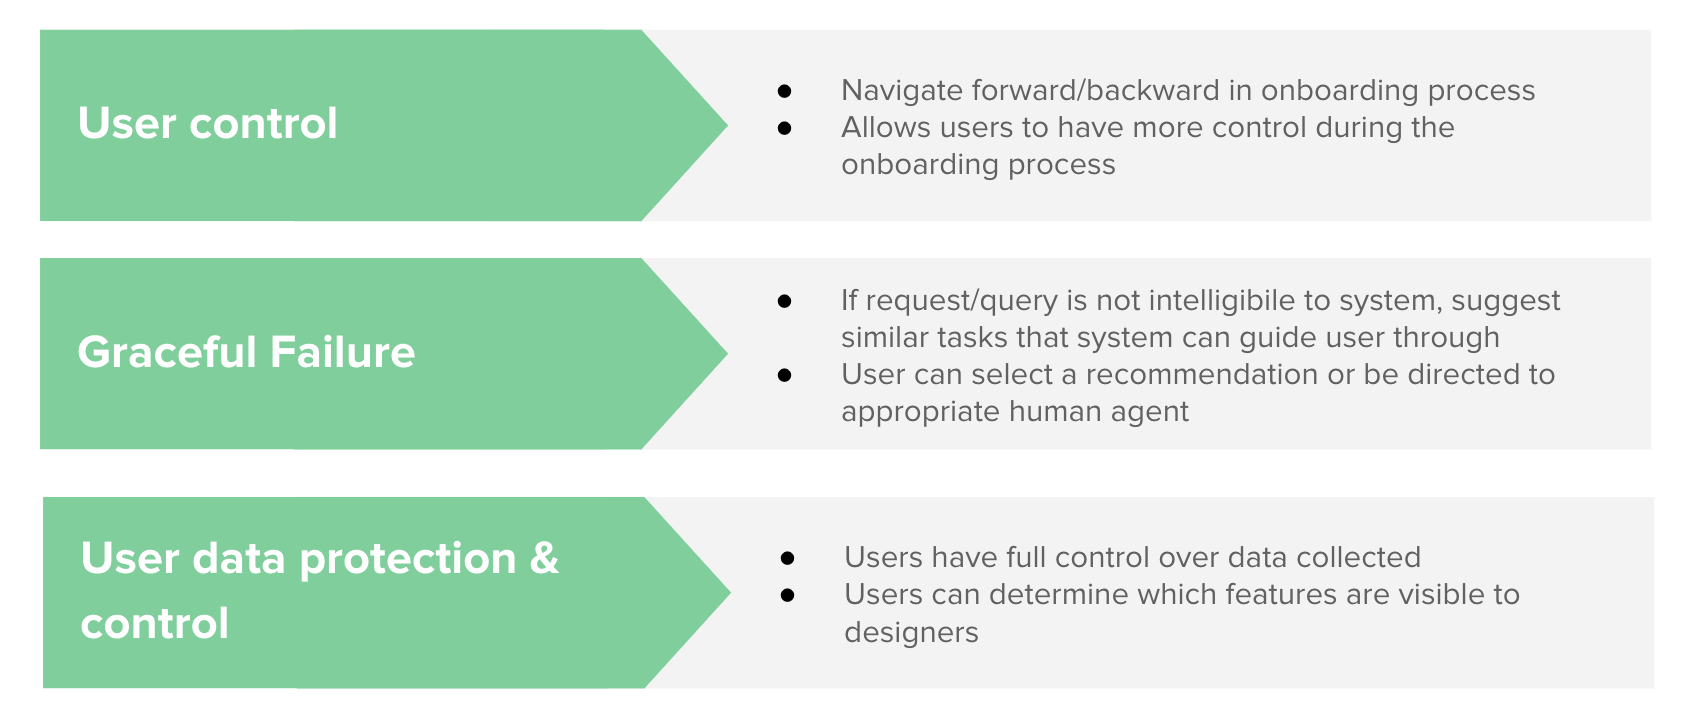 User control
● Navigate forward/backward in onboarding process
● Allows users to have more control during the
onboarding process
Graceful Failure
● If request/query is not intelligibile to system, suggest
similar tasks that system can guide user through
● User can select a recommendation or be directed to
appropriate human agent
User data protection &
control
● Users have full control over data collected
● Users can determine which features are visible to
designers